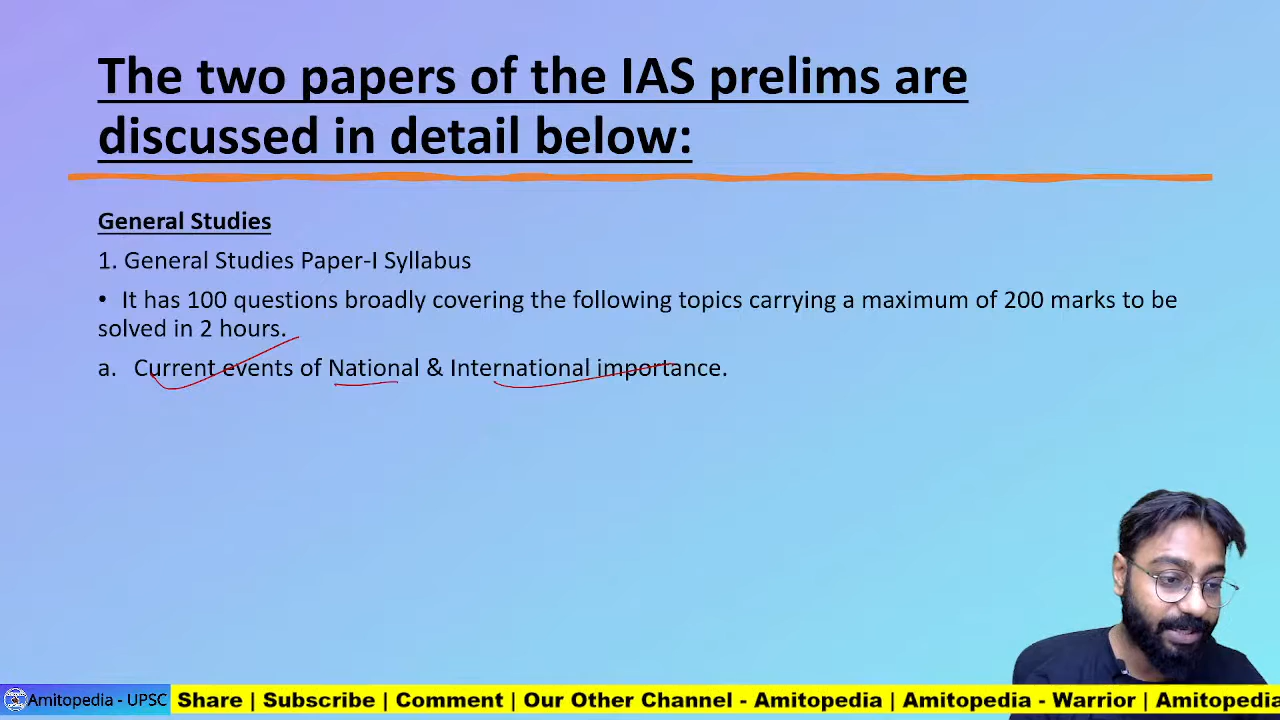 The two papers of the IAS prelims are
discussed in detail below:
General Studies
1. General Studies Paper-I Syllabus
• It has 100 questions broadly covering the following topics carrying a maximum of 200 marks to be
solved in 2 hours.
a. Current events of National & International importance.
Amitopedia - UPSC
Share | Subscribe | Comment | Our Other Channel - Amitopedia | Amitopedia - Warrior | Amitopedia